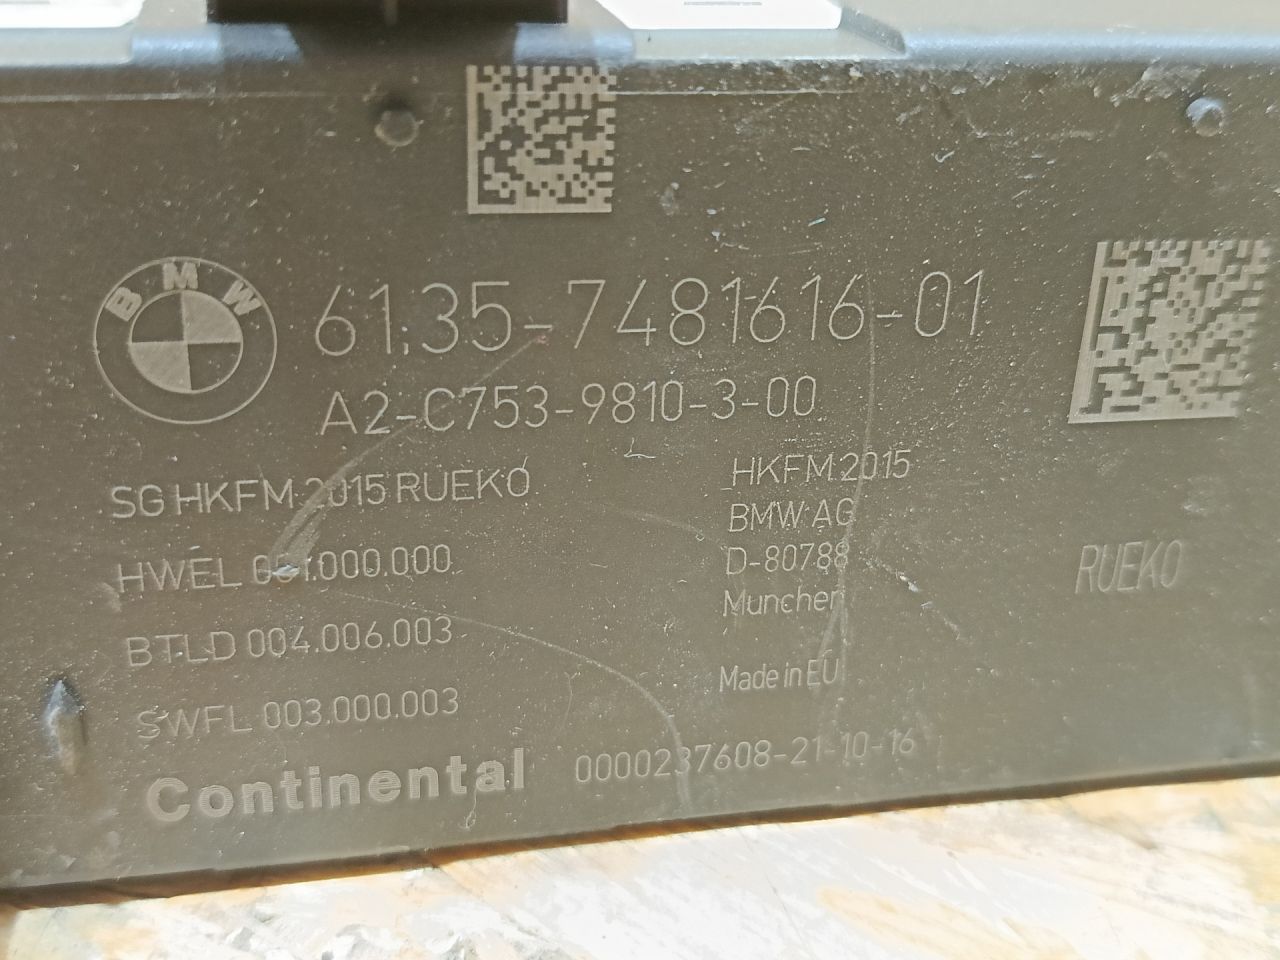 BMW
61.35-7481616-01
A2-C753-9810-3-00
SG HKFM 2015 RUEKO
HWEL 001.000.000
BTLD 004.006.003
SWFL 003.000.003
Continental
HKFM 2015
BMW AG
D-80788
Munchen
Made in EU
0000237608-21-10-16
RUEKO